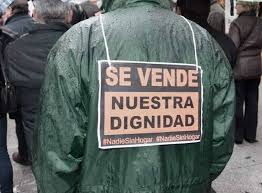 SE VENDE
NUESTRA
DIGNIDAD
#NadieSinHogar #NadieSinHogar